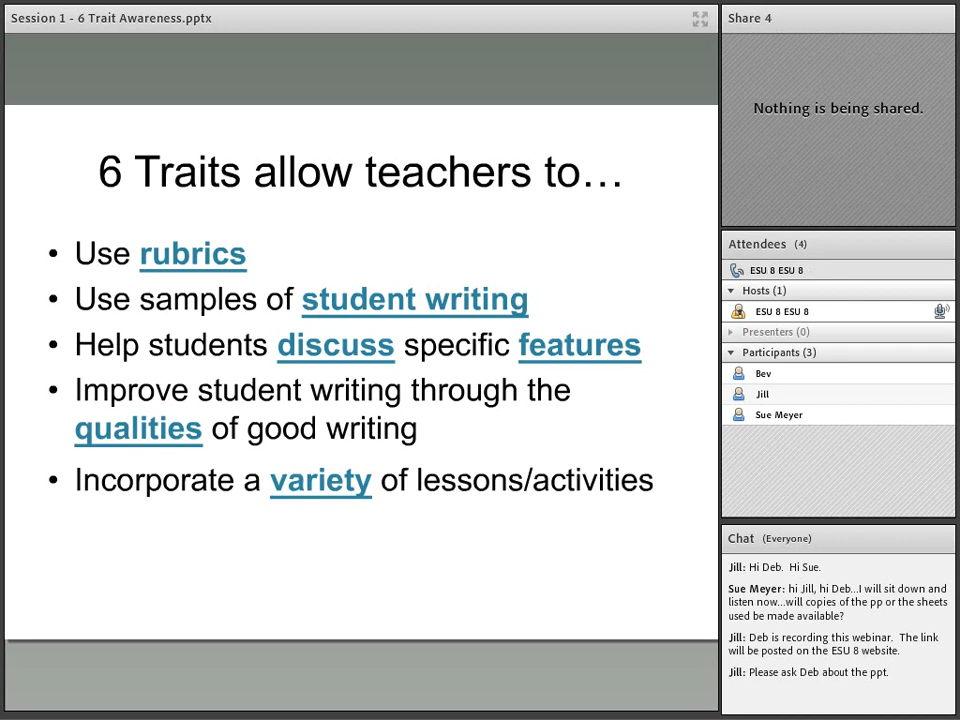 Session 1 - 6 Trait Awareness.pptx
6 Traits allow teachers to…
• Use rubrics
• Use samples of student writing
• Help students discuss specific features
• Improve student writing through the
qualities of good writing
• Incorporate a variety of lessons/activities
Share 4
Nothing is being shared.
Attendees (4)
ESU 8 ESU 8
Hosts (1)
ESU 8 ESU 8
Presenters (0)
Participants (3)
Bev
Jill
Sue Meyer
Chat (Everyone)
Jill: Hi Deb. Hi Sue.
Sue Meyer: hi Jill, hi Deb...I will sit down and
listen now...will copies of the pp or the sheets
used be made available?
Jill: Deb is recording this webinar. The link
will be posted on the ESU 8 website.
Jill: Please ask Deb about the ppt.